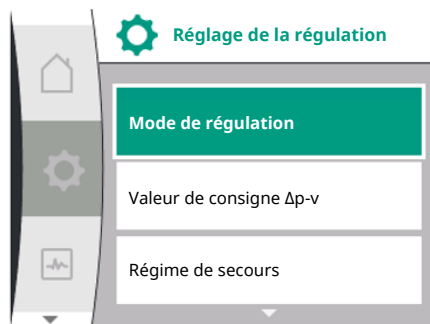 Réglage de la régulation
Mode de régulation
Valeur de consigne Δp-v
Régime de secours